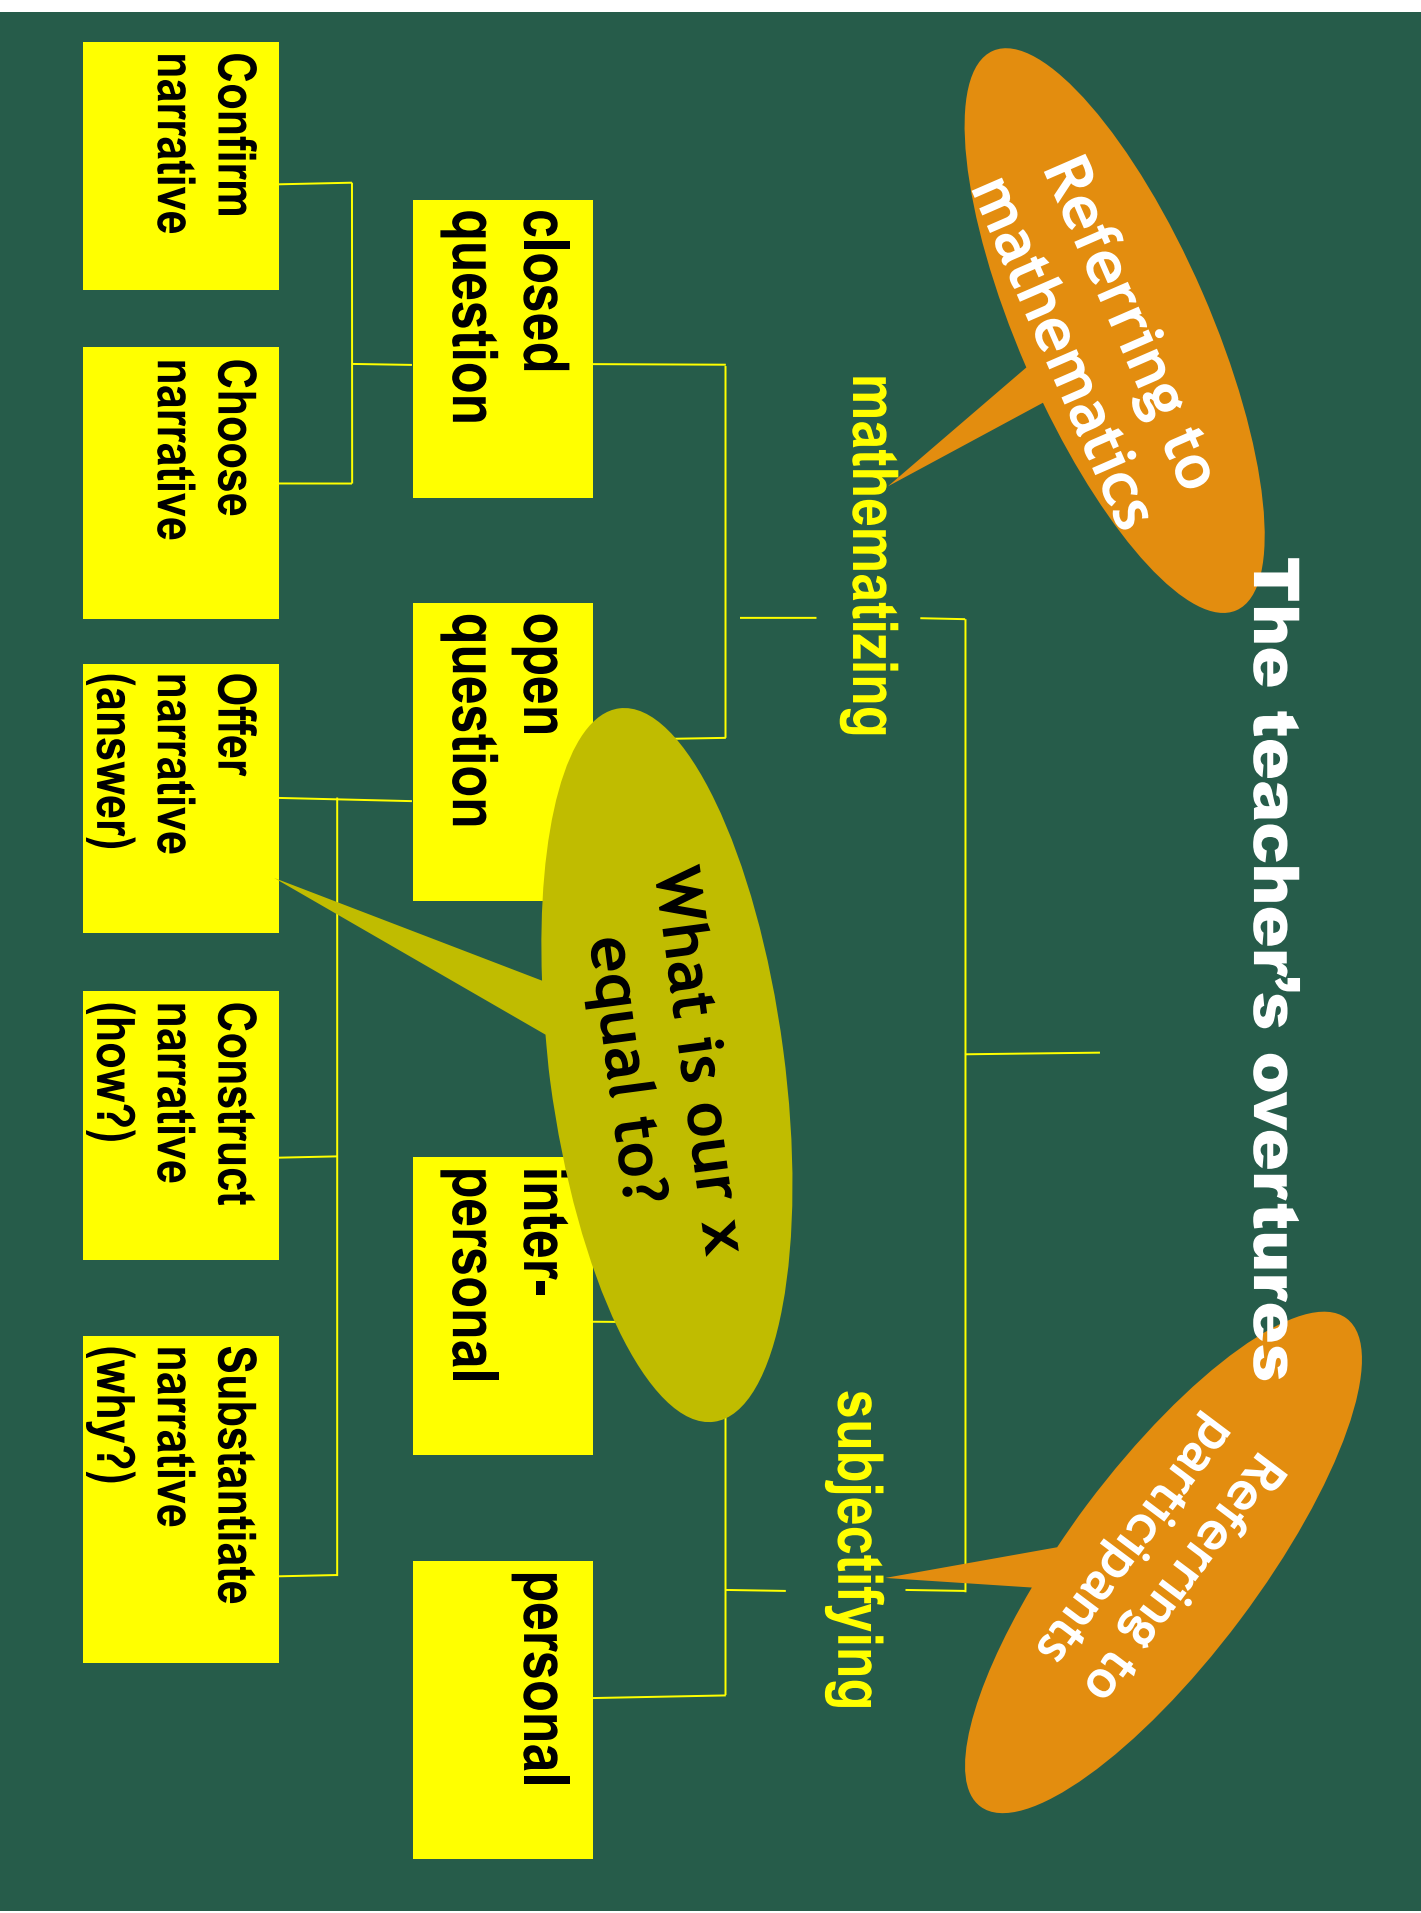 The teacher’s overtures
Referring to
mathematics
Referring to
participants
mathematizing
subjectifying
What is our x
equal to?
closed
question
open
question
inter-
personal
personal
Confirm
narrative
Choose
narrative
Offer
narrative
(answer)
Construct
narrative
(how?)
Substantiate
narrative
(why?)